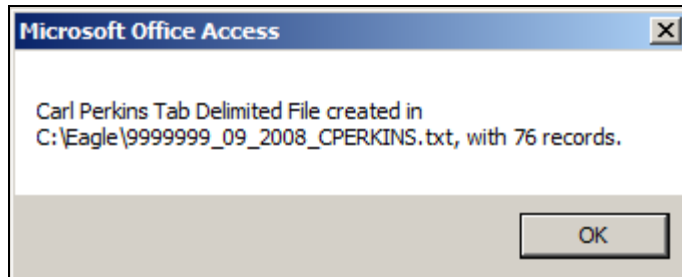 Microsoft Office Access
Carl Perkins Tab Delimited File created in
C:\Eagle\9999999_09_2008_CPERKINS.txt, with 76 records.
OK